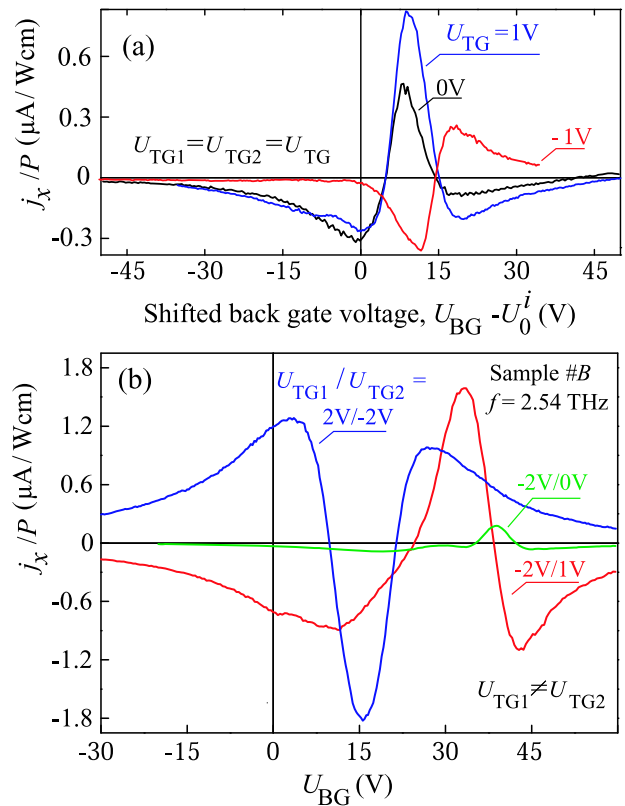 (a)
U_TG = 1V
0V
- 1V
U_TG1 = U_TG2 = U_TG
j_x / P (μA / Wcm)
0.6
0.3
0
-0.3
-50 -30 -15 0 15 30 50
Shifted back gate voltage, U_BG - U_0^i (V)
(b)
U_TG1 / U_TG2 =
2V/-2V
Sample #B
f = 2.54 THz
-2V/0V
-2V/1V
U_TG1 ≠ U_TG2
j_x / P (μA / Wcm)
1.8
1.2
0.6
0
-0.6
-1.2
-1.8
-30 -15 0 15 30 45
U_BG (V)